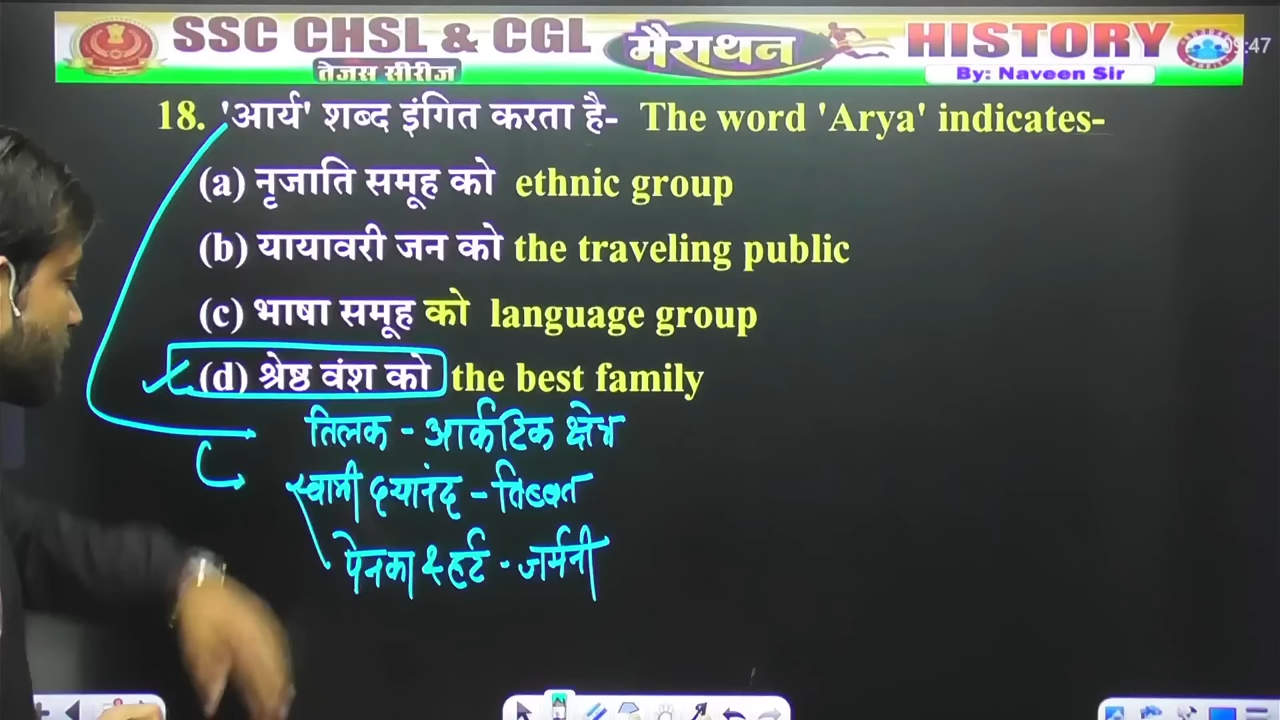 SSC CHSL & CGL मैराथन HISTORY
तेजस सीरीज By: Naveen Sir
09:47
18. 'आर्य' शब्द इंगित करता है- The word 'Arya' indicates-
(a) नृजाति समूह को ethnic group
(b) यायावरी जन को the traveling public
(c) भाषा समूह को language group
(d) श्रेष्ठ वंश को the best family
तिलक - आर्कटिक क्षेत्र
स्वामी दयानंद - तिब्बत
पेनका & हर्ट - जर्मनी